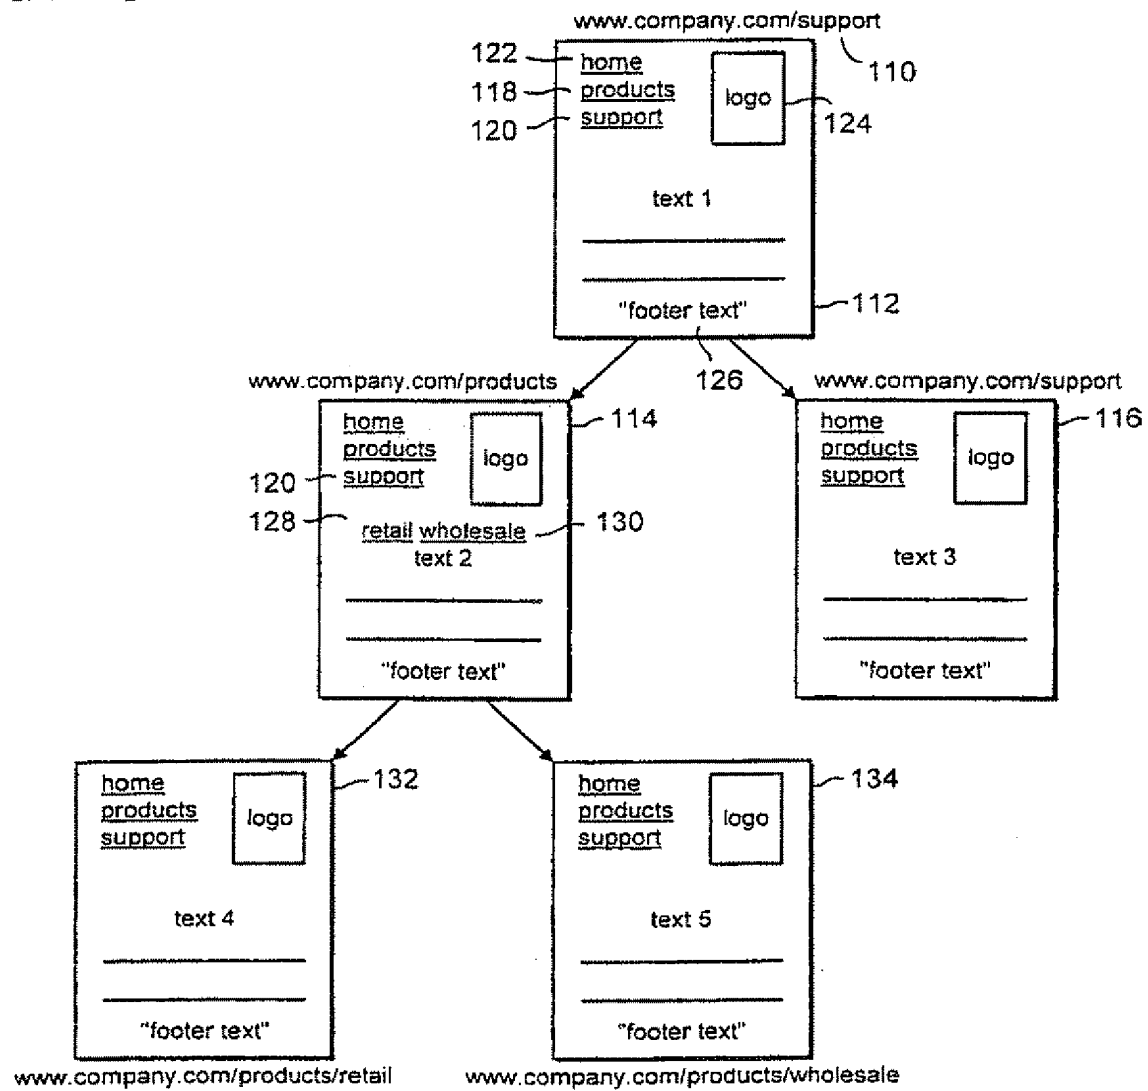 www.company.com/support
110
122 home
118 products
120 support
logo
124
text 1
"footer text"
112
126
www.company.com/products
114
home
products
120 support
logo
128
retail wholesale 130
text 2
"footer text"
www.company.com/support
116
home
products
support
logo
text 3
"footer text"
132
home
products
support
logo
text 4
"footer text"
www.company.com/products/retail
134
home
products
support
logo
text 5
"footer text"
www.company.com/products/wholesale